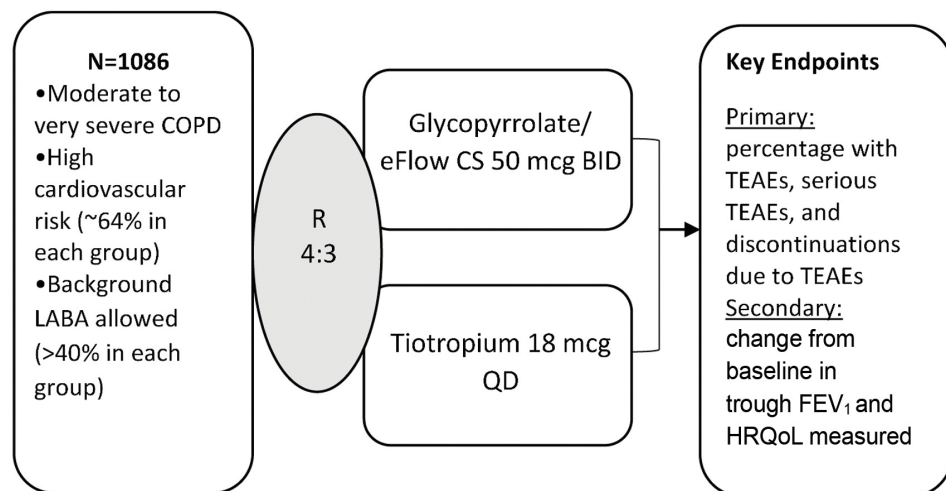 N=1086
•Moderate to
very severe COPD
•High
cardiovascular
risk (~64% in
each group)
•Background
LABA allowed
(>40% in each
group)
R
4:3
Glycopyrrolate/
eFlow CS 50 mcg BID
Tiotropium 18 mcg
QD
Key Endpoints
Primary:
percentage with
TEAEs, serious
TEAEs, and
discontinuations
due to TEAEs
Secondary:
change from
baseline in
trough FEV₁ and
HRQoL measured